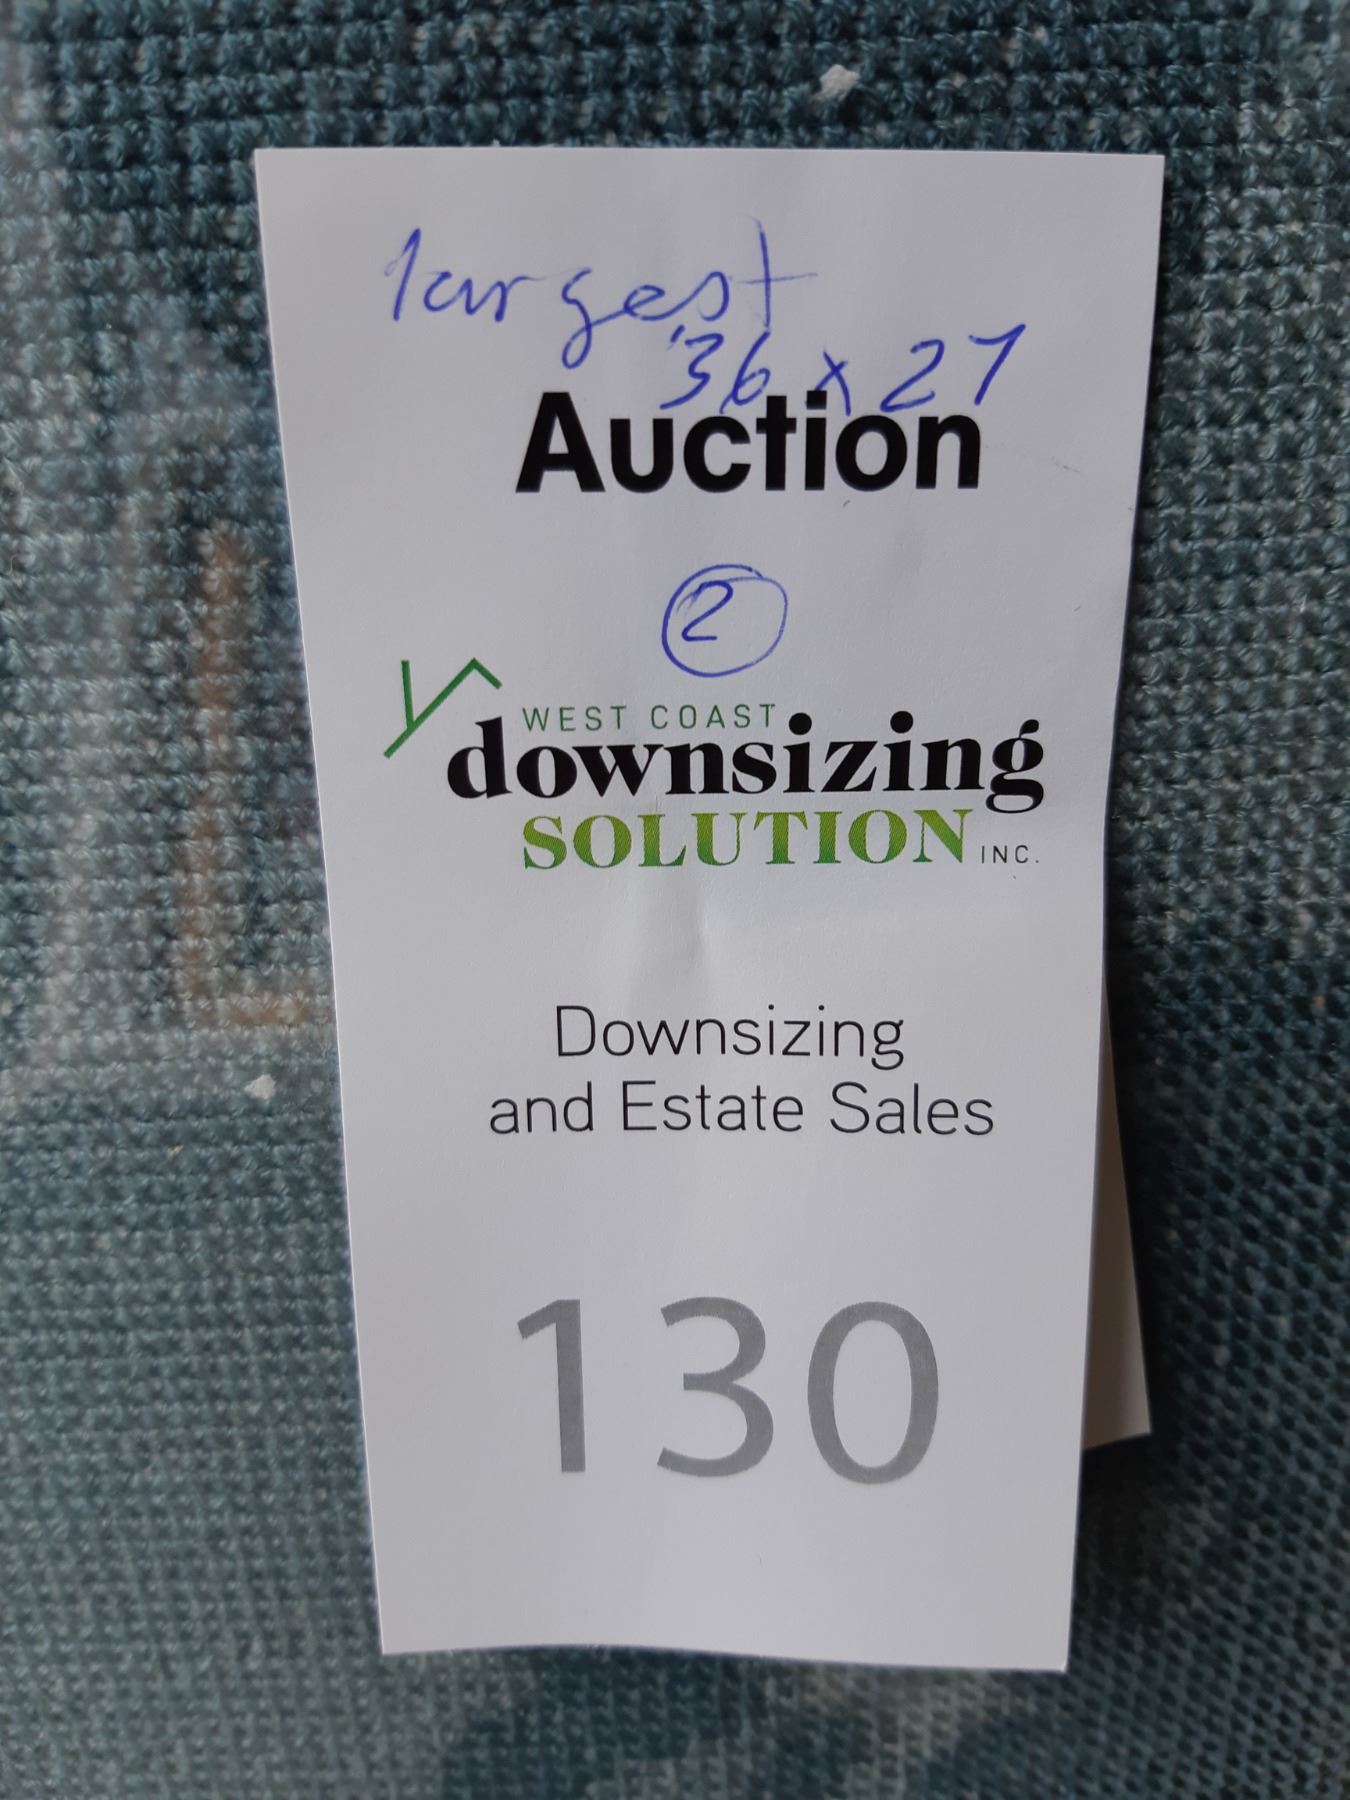 largest
36 x 27
Auction
2
WEST COAST
downsizing
SOLUTION INC.
Downsizing
and Estate Sales
130